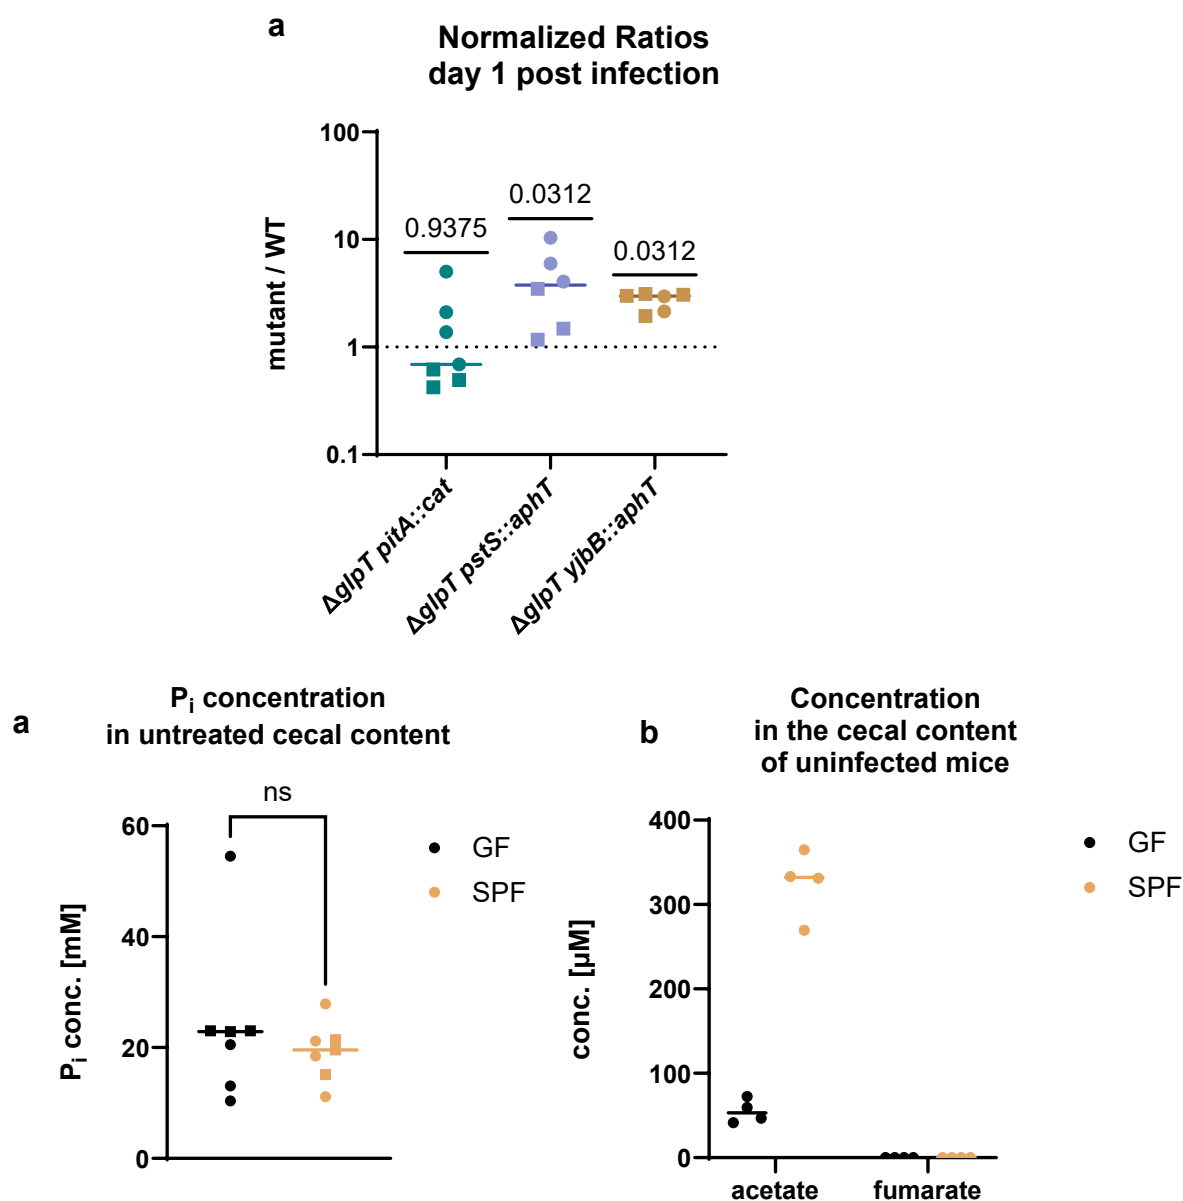 a
Normalized Ratios
day 1 post infection
mutant / WT
100
10
1
0.1
0.9375
0.0312
0.0312
ΔglpT pitA::cat
ΔglpT pstS::aphT
ΔglpT yjbB::aphT
a
Pi concentration
in untreated cecal content
ns
Pi conc. [mM]
60
40
20
0
GF
SPF
b
Concentration
in the cecal content
of uninfected mice
conc. [µM]
400
300
200
100
0
acetate
fumarate
GF
SPF